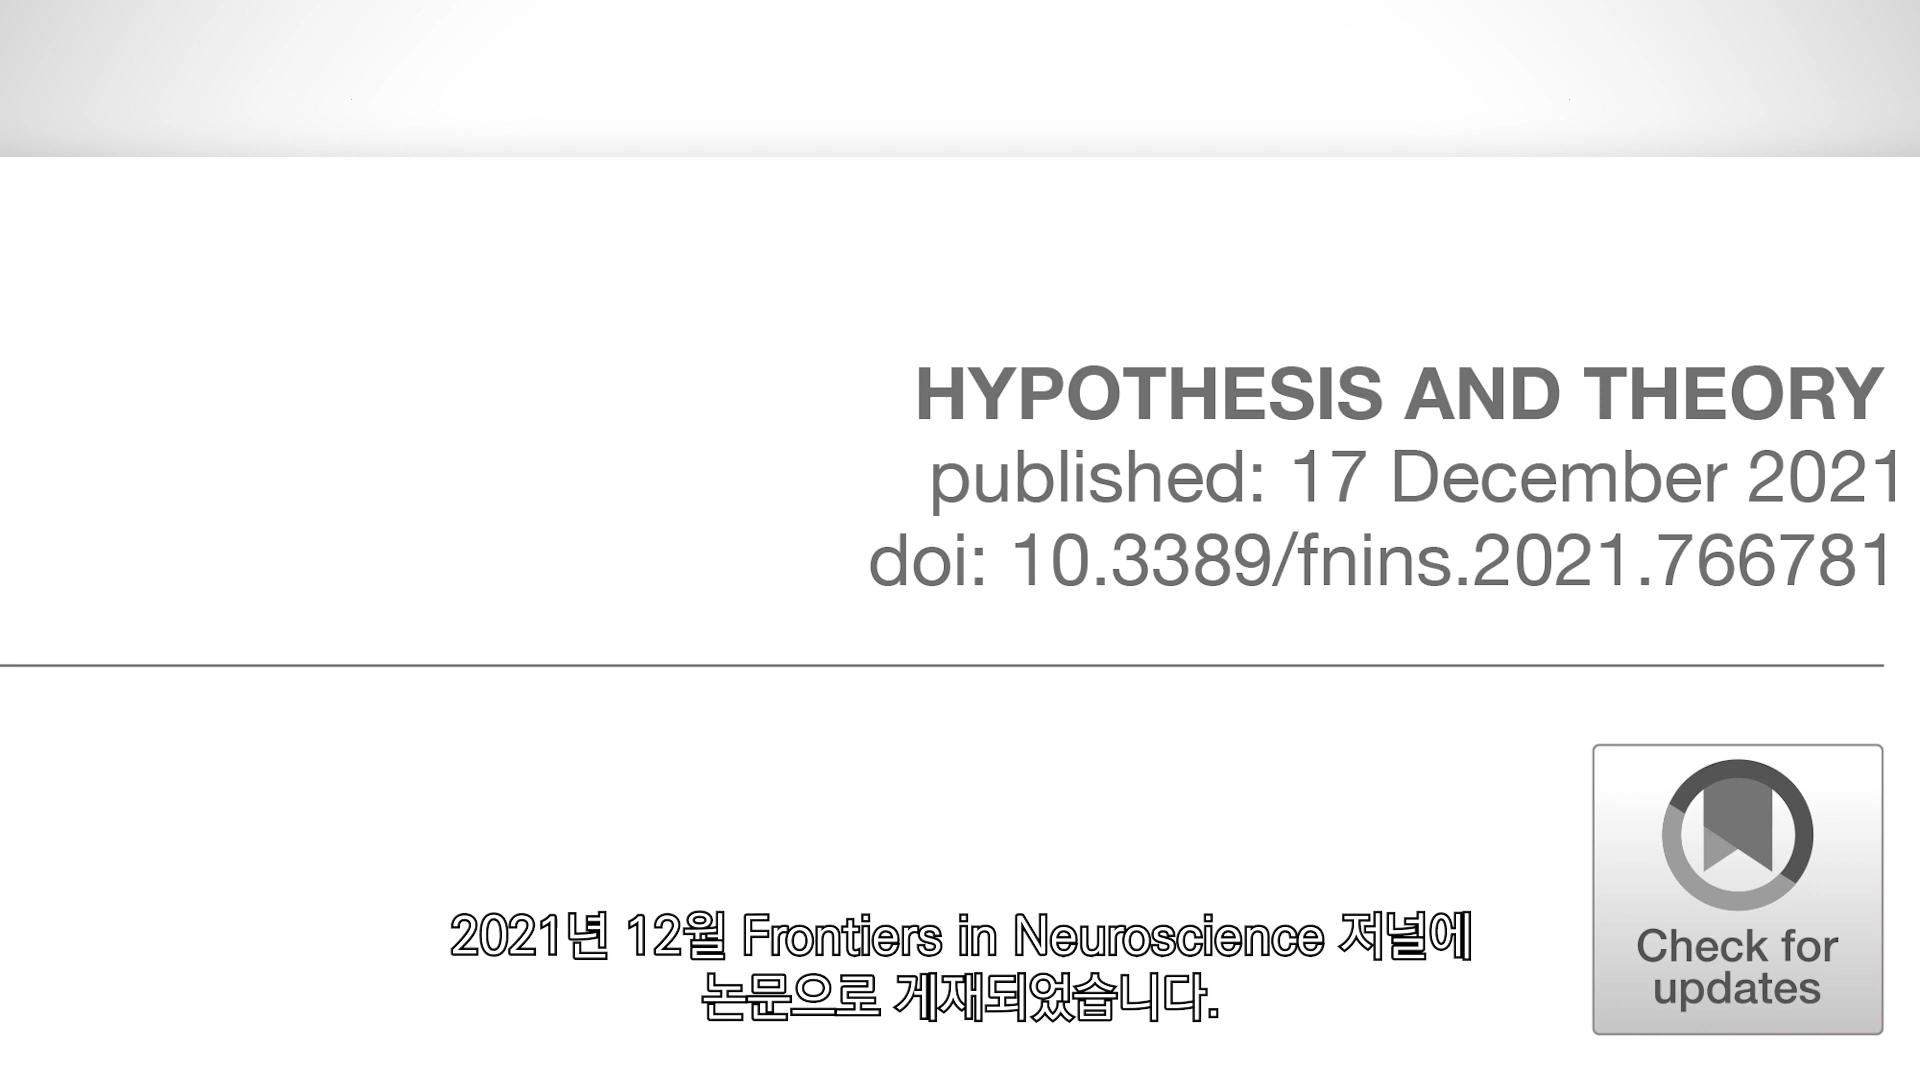 HYPOTHESIS AND THEORY
published: 17 December 2021
doi: 10.3389/fnins.2021.766781
Check for
updates
2021년 12월 Frontiers in Neuroscience 저널에
논문으로 게재되었습니다.